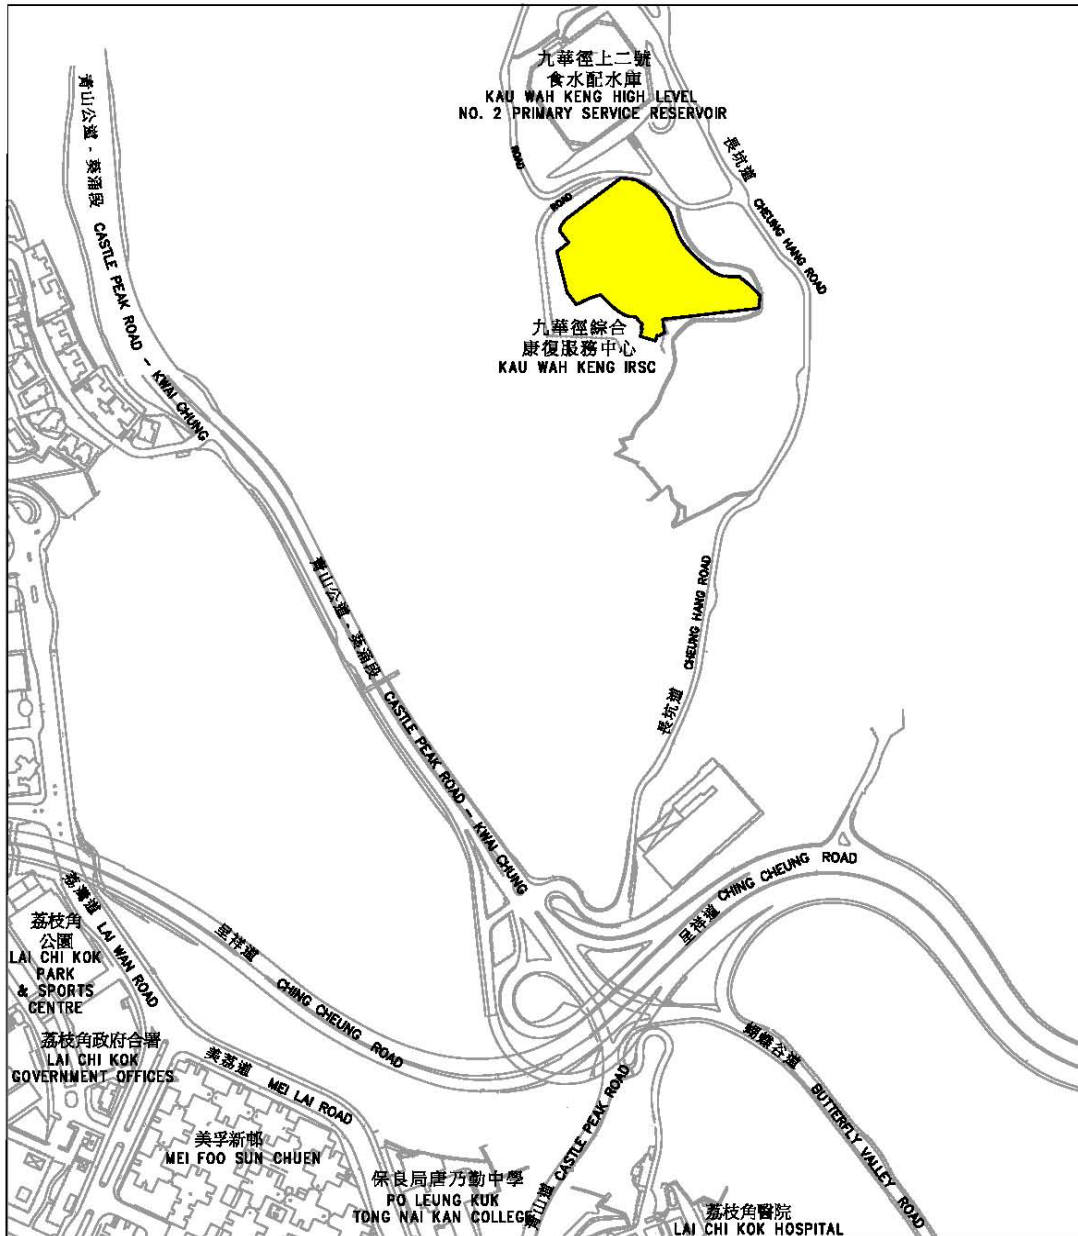 九華徑上二號
食水配水庫
KAU WAH KENG HIGH LEVEL
NO. 2 PRIMARY SERVICE RESERVOIR
ROAD
ROAD
長坑道 CHEUNG HANG ROAD
青山公道 - 葵涌段 CASTLE PEAK ROAD - KWAI CHUNG
九華徑綜合
康復服務中心
KAU WAH KENG IRSC
青山公道 - 葵涌段 CASTLE PEAK ROAD - KWAI CHUNG
長坑道 CHEUNG HANG ROAD
呈祥道 CHING CHEUNG ROAD
荔灣道 LAI WAN ROAD
荔枝角
公園
LAI CHI KOK
PARK
& SPORTS
CENTRE
呈祥道 CHING CHEUNG ROAD
荔枝角政府合署
LAI CHI KOK
GOVERNMENT OFFICES
美荔道 MEI LAI ROAD
蝴蝶谷道 BUTTERFLY VALLEY ROAD
美孚新邨
MEI FOO SUN CHUEN
青山道 CASTLE PEAK ROAD
保良局唐乃勤中學
PO LEUNG KUK
TONG NAI KAN COLLEGE
荔枝角醫院
LAI CHI KOK HOSPITAL